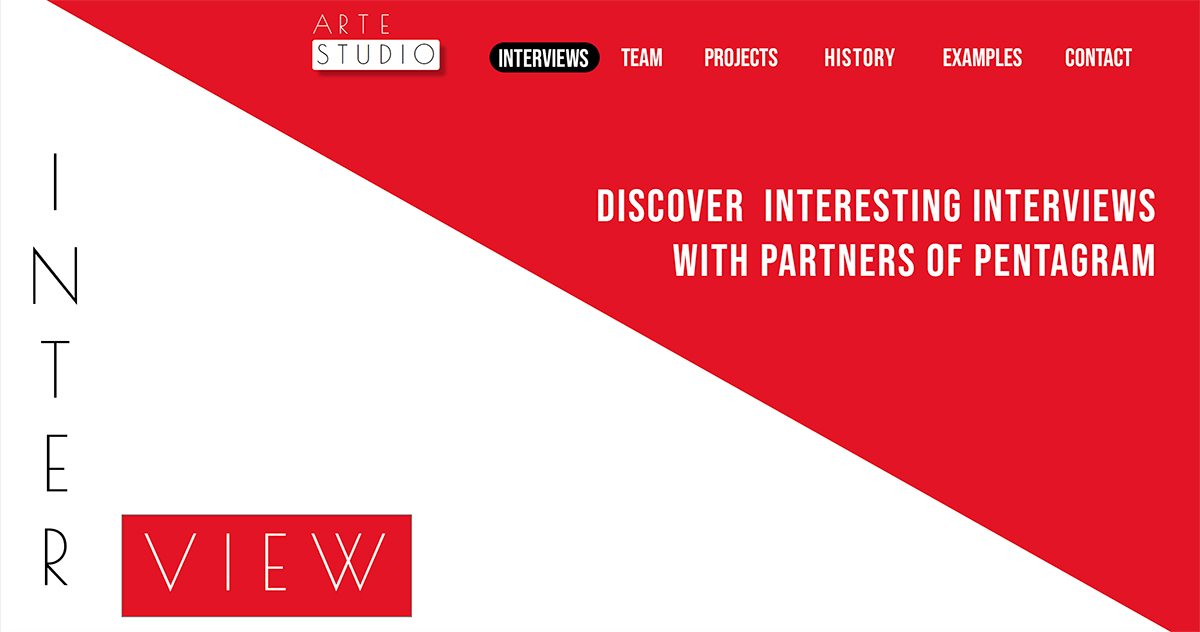 ARTE
STUDIO
INTERVIEWS TEAM PROJECTS HISTORY EXAMPLES CONTACT
DISCOVER INTERESTING INTERVIEWS
WITH PARTNERS OF PENTAGRAM
I
N
T
E
R
VIEW